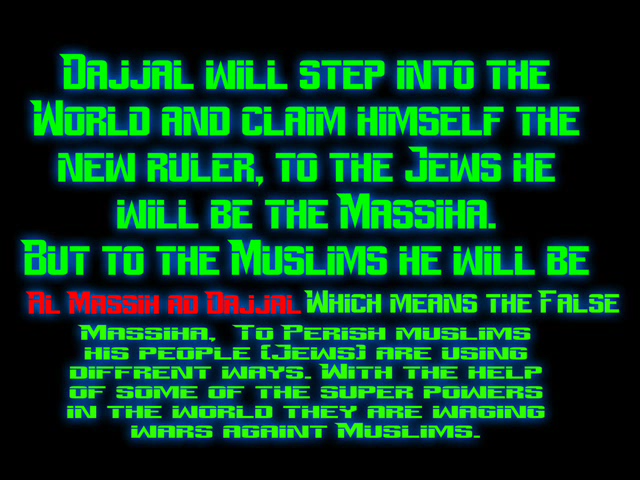 Dajjal will step into the
World and claim himself the
new ruler, to the Jews he
will be the Massiha.
But to the Muslims he will be
Al Massih ad Dajjal Which means the False
Massiha, To Perish muslims
his people (Jews) are using
diffrent ways. With the help
of some of the super powers
in the world they are waging
wars againt Muslims.